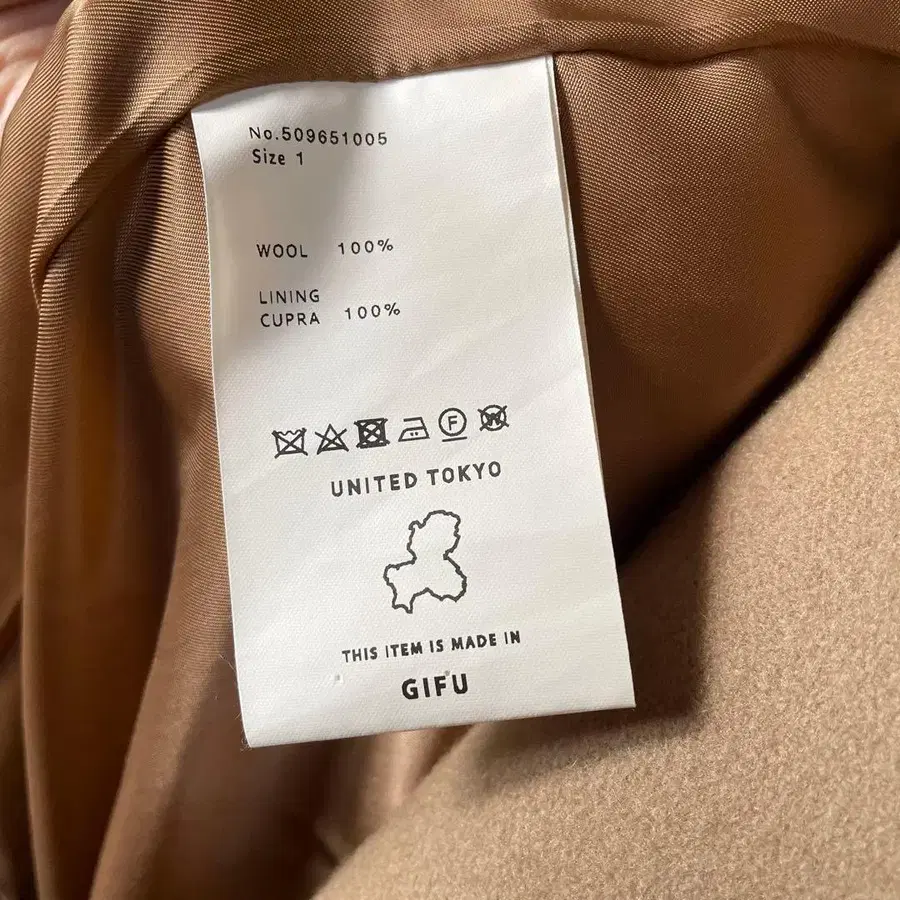 No.509651005
Size 1
WOOL 100%
LINING
CUPRA 100%
F W
UNITED TOKYO
THIS ITEM IS MADE IN
GIFU